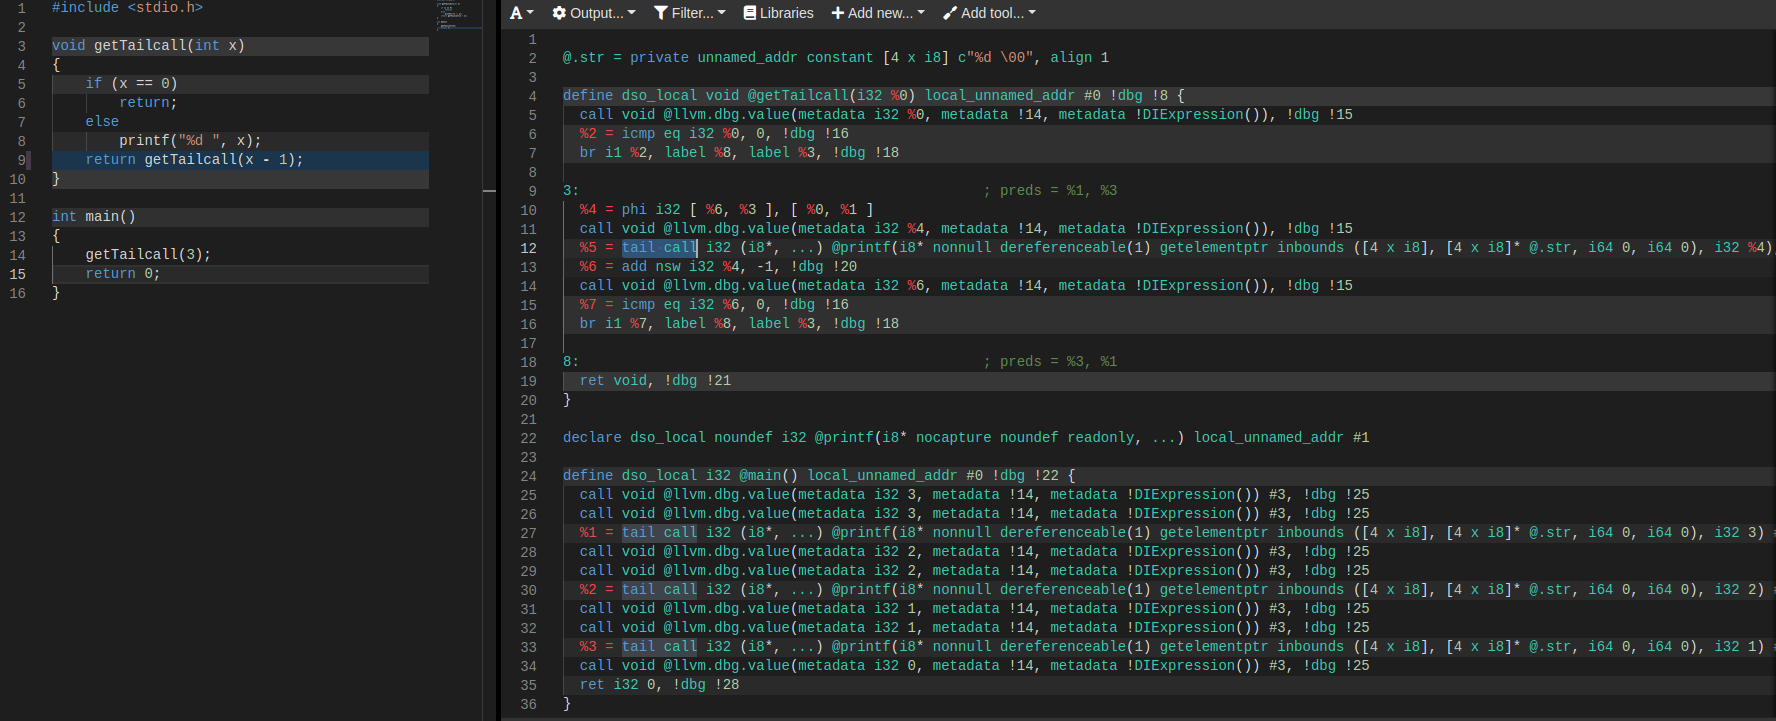 1 #include <stdio.h>
2
3 void getTailcall(int x)
4 {
5     if (x == 0)
6         return;
7     else
8         printf("%d ", x);
9     return getTailcall(x - 1);
10 }
11
12 int main()
13 {
14     getTailcall(3);
15     return 0;
16 }
A Output... Filter... Libraries Add new... Add tool...
1
2 @.str = private unnamed_addr constant [4 x i8] c"%d \00", align 1
3
4 define dso_local void @getTailcall(i32 %0) local_unnamed_addr #0 !dbg !8 {
5   call void @llvm.dbg.value(metadata i32 %0, metadata !14, metadata !DIExpression()), !dbg !15
6   %2 = icmp eq i32 %0, 0, !dbg !16
7   br i1 %2, label %8, label %3, !dbg !18
8
9 3:                                                ; preds = %1, %3
10   %4 = phi i32 [ %6, %3 ], [ %0, %1 ]
11   call void @llvm.dbg.value(metadata i32 %4, metadata !14, metadata !DIExpression()), !dbg !15
12   %5 = tail call i32 (i8*, ...) @printf(i8* nonnull dereferenceable(1) getelementptr inbounds ([4 x i8], [4 x i8]* @.str, i64 0, i64 0), i32 %4),
13   %6 = add nsw i32 %4, -1, !dbg !20
14   call void @llvm.dbg.value(metadata i32 %6, metadata !14, metadata !DIExpression()), !dbg !15
15   %7 = icmp eq i32 %6, 0, !dbg !16
16   br i1 %7, label %8, label %3, !dbg !18
17
18 8:                                                ; preds = %3, %1
19   ret void, !dbg !21
20 }
21
22 declare dso_local noundef i32 @printf(i8* nocapture noundef readonly, ...) local_unnamed_addr #1
23
24 define dso_local i32 @main() local_unnamed_addr #0 !dbg !22 {
25   call void @llvm.dbg.value(metadata i32 3, metadata !14, metadata !DIExpression()) #3, !dbg !25
26   call void @llvm.dbg.value(metadata i32 3, metadata !14, metadata !DIExpression()) #3, !dbg !25
27   %1 = tail call i32 (i8*, ...) @printf(i8* nonnull dereferenceable(1) getelementptr inbounds ([4 x i8], [4 x i8]* @.str, i64 0, i64 0), i32 3)
28   call void @llvm.dbg.value(metadata i32 2, metadata !14, metadata !DIExpression()) #3, !dbg !25
29   call void @llvm.dbg.value(metadata i32 2, metadata !14, metadata !DIExpression()) #3, !dbg !25
30   %2 = tail call i32 (i8*, ...) @printf(i8* nonnull dereferenceable(1) getelementptr inbounds ([4 x i8], [4 x i8]* @.str, i64 0, i64 0), i32 2)
31   call void @llvm.dbg.value(metadata i32 1, metadata !14, metadata !DIExpression()) #3, !dbg !25
32   call void @llvm.dbg.value(metadata i32 1, metadata !14, metadata !DIExpression()) #3, !dbg !25
33   %3 = tail call i32 (i8*, ...) @printf(i8* nonnull dereferenceable(1) getelementptr inbounds ([4 x i8], [4 x i8]* @.str, i64 0, i64 0), i32 1)
34   call void @llvm.dbg.value(metadata i32 0, metadata !14, metadata !DIExpression()) #3, !dbg !25
35   ret i32 0, !dbg !28
36 }